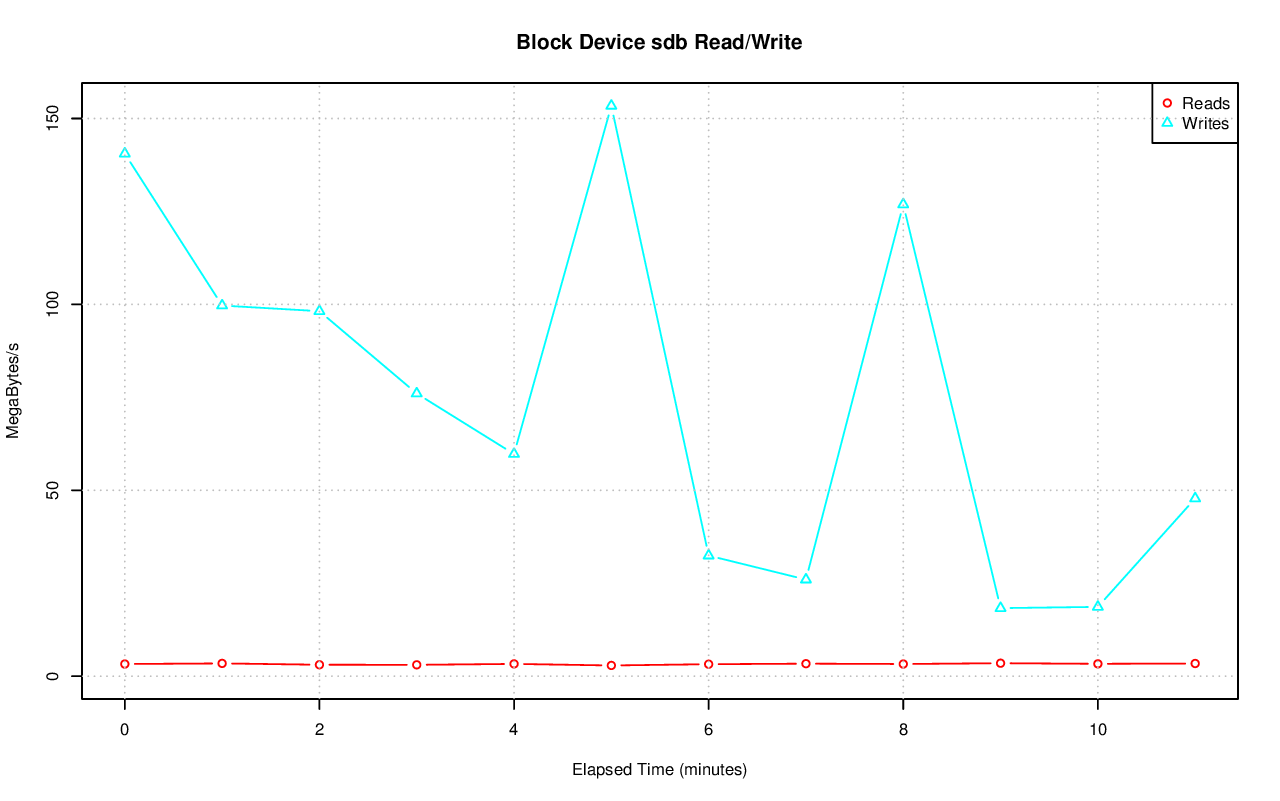 Block Device sdb Read/Write
Reads
Writes
150
100
50
0
MegaBytes/s
0 2 4 6 8 10
Elapsed Time (minutes)